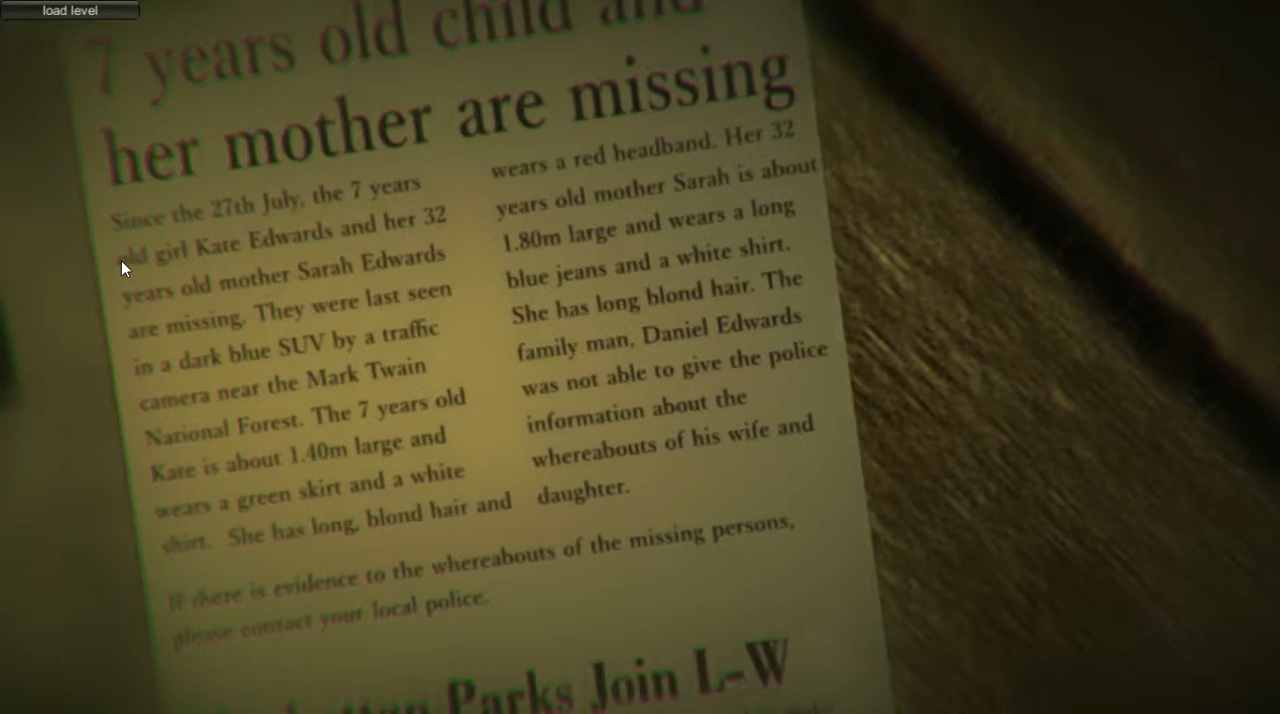 load level
7 years old child and
her mother are missing
Since the 27th July, the 7 years
old girl Kate Edwards and her 32
years old mother Sarah Edwards
are missing. They were last seen
in a dark blue SUV by a traffic
camera near the Mark Twain
National Forest. The 7 years old
Kate is about 1.40m large and
wears a green skirt and a white
shirt. She has long, blond hair and
wears a red headband. Her 32
years old mother Sarah is about
1.80m large and wears a long
blue jeans and a white shirt.
She has long blond hair. The
family man, Daniel Edwards
was not able to give the police
information about the
whereabouts of his wife and
daughter.
If there is evidence to the whereabouts of the missing persons,
please contact your local police.
Parks Join L-W